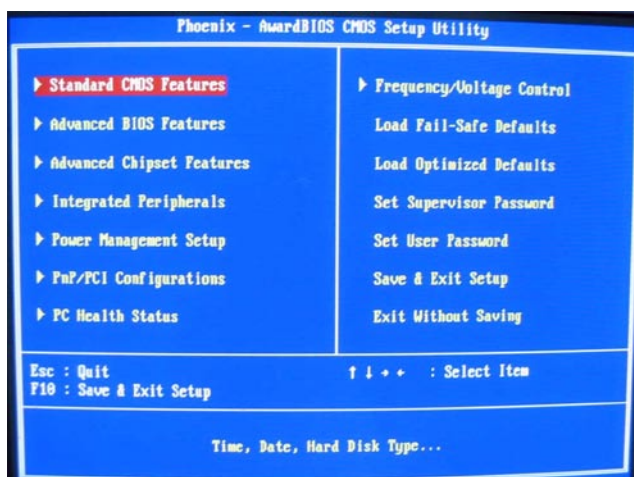 Phoenix - AwardBIOS CMOS Setup Utility
▶ Standard CMOS Features
▶ Advanced BIOS Features
▶ Advanced Chipset Features
▶ Integrated Peripherals
▶ Power Management Setup
▶ PnP/PCI Configurations
▶ PC Health Status
▶ Frequency/Voltage Control
Load Fail-Safe Defaults
Load Optimized Defaults
Set Supervisor Password
Set User Password
Save & Exit Setup
Exit Without Saving
Esc : Quit
F10 : Save & Exit Setup
↑ ↓ → ← : Select Item
Time, Date, Hard Disk Type...